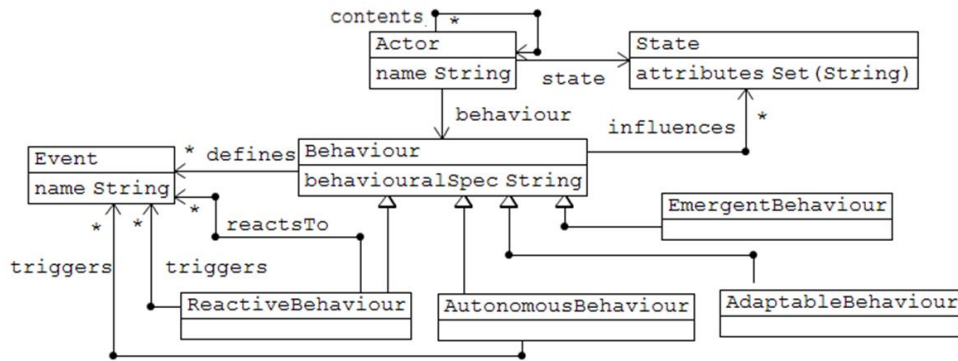 contents
*
Actor
name String
State
attributes Set(String)
state
behaviour
influences
*
Event
name String
*
defines
Behaviour
behaviouralSpec String
*
*
*
reactsTo
EmergentBehaviour
triggers
triggers
ReactiveBehaviour
AutonomousBehaviour
AdaptableBehaviour